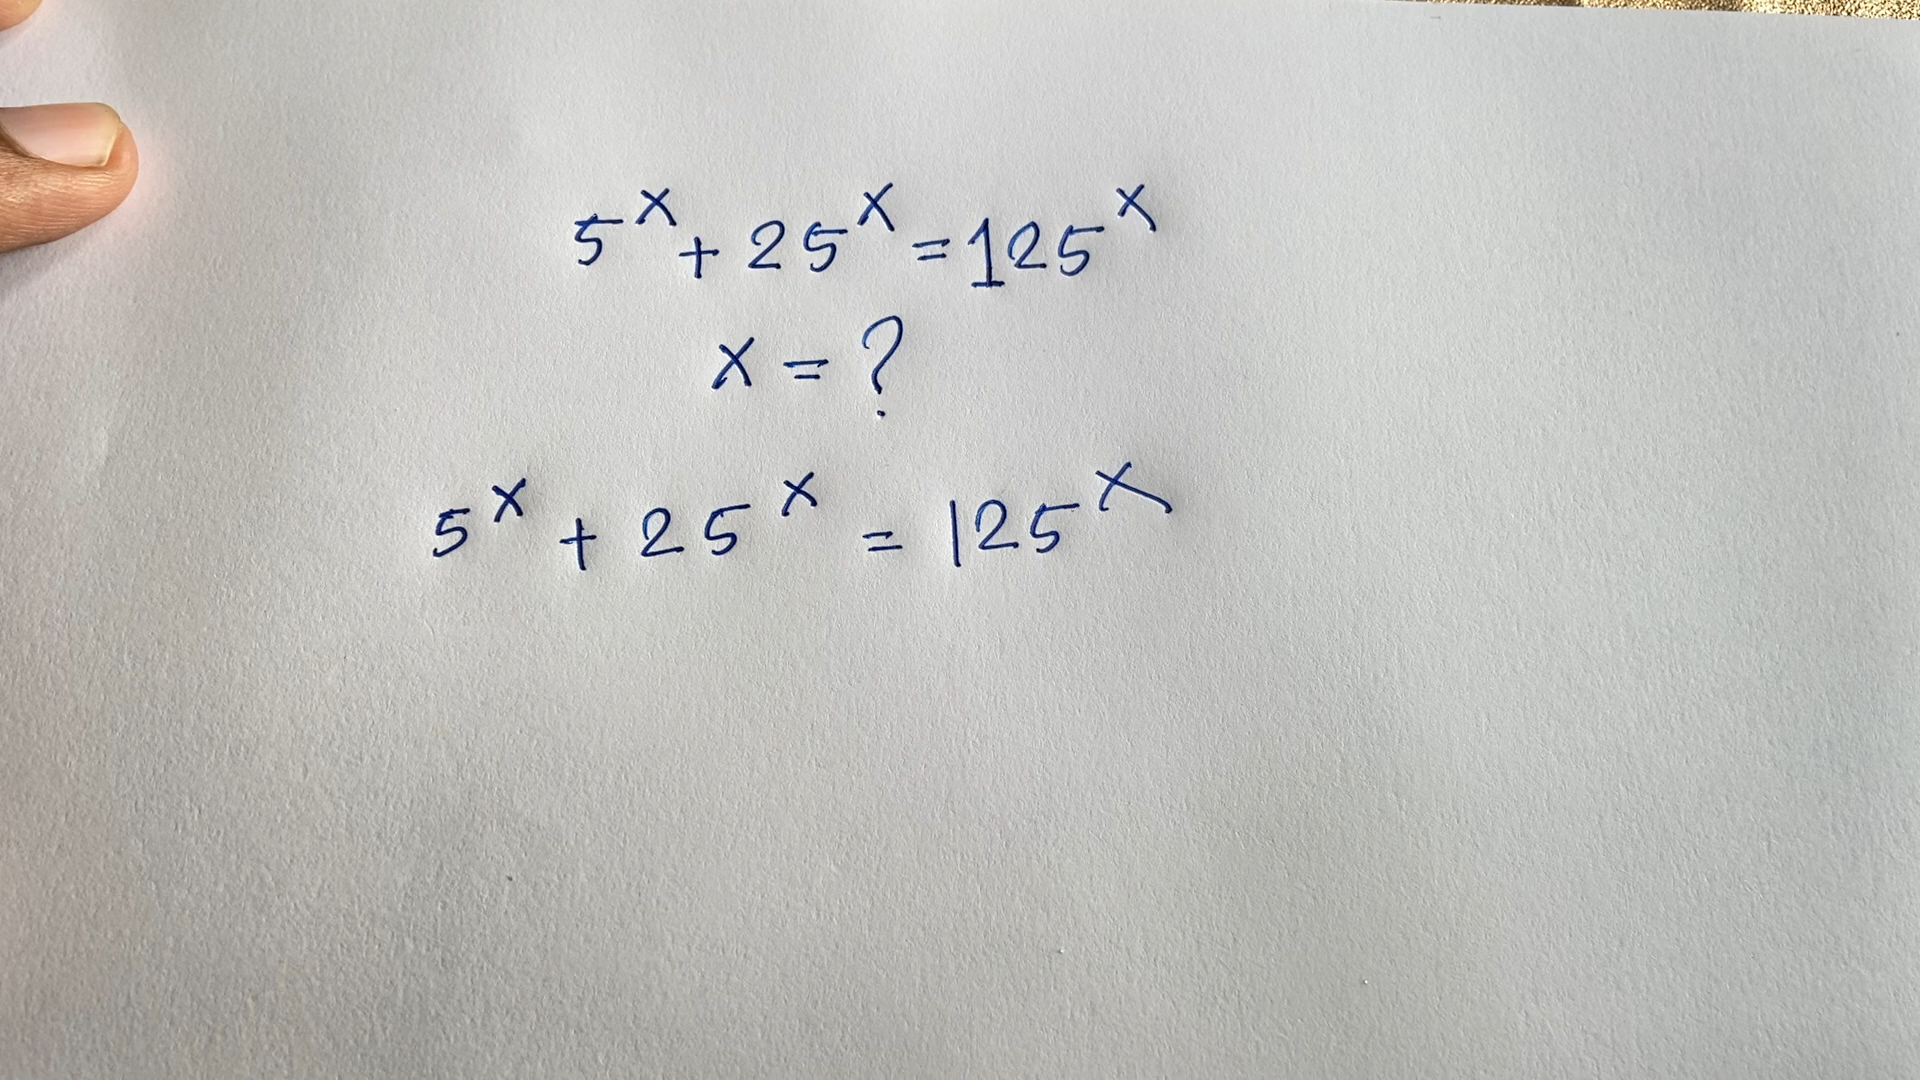 5^x + 25^x = 125^x
x = ?
5^x + 25^x = 125^x